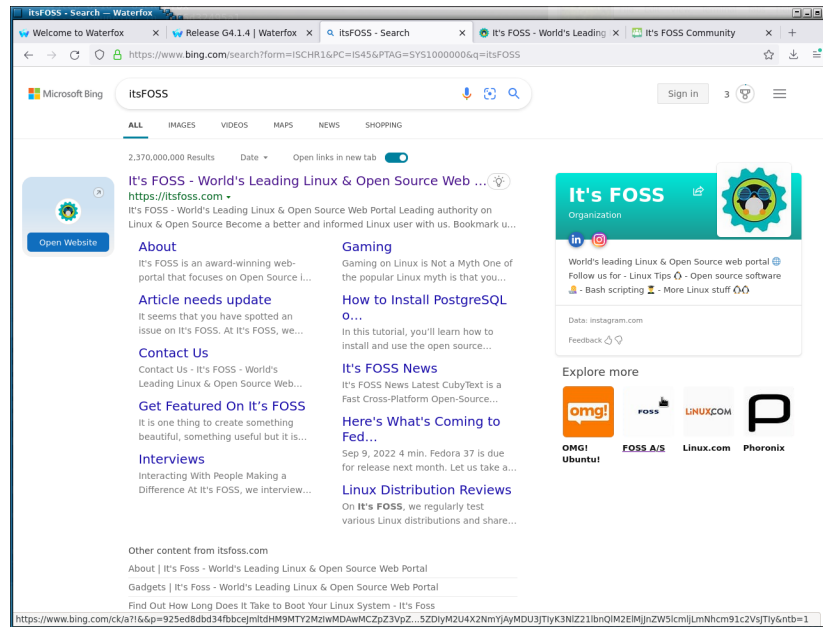 itsFOSS - Search — Waterfox
Welcome to Waterfox
Release G4.1.4 | Waterfox
itsFOSS - Search
It's FOSS - World's Leading
It's FOSS Community
https://www.bing.com/search?form=ISCHR1&PC=IS45&PTAG=SYS1000000&q=itsFOSS
Microsoft Bing
itsFOSS
Sign in
3
ALL IMAGES VIDEOS MAPS NEWS SHOPPING
2,370,000,000 Results Date Open links in new tab
Open Website
It's FOSS - World's Leading Linux & Open Source Web ...
https://itsfoss.com
It's FOSS - World's Leading Linux & Open Source Web Portal Leading authority on
Linux & Open Source Become a better and informed Linux user with us. Bookmark u...
About
It's FOSS is an award-winning web-
portal that focuses on Open Source i...
Article needs update
It seems that you have spotted an
issue on It's FOSS. At It's FOSS, we...
Contact Us
Contact Us - It's FOSS - World's
Leading Linux & Open Source Web...
Get Featured On It’s FOSS
It is one thing to create something
beautiful, something useful but it is...
Interviews
Interacting With People Making a
Difference At It's FOSS, we interview...
Gaming
Gaming on Linux is Not a Myth One of
the popular Linux myth is that you...
How to Install PostgreSQL
o...
In this tutorial, you’ll learn how to
install and use the open source...
It's FOSS News
It's FOSS News Latest CubyText is a
Fast Cross-Platform Open-Source...
Here's What's Coming to
Fed...
Sep 9, 2022 4 min. Fedora 37 is due
for release next month. Let us take a...
Linux Distribution Reviews
On It's FOSS, we regularly test
various Linux distributions and share...
Other content from itsfoss.com
About | It's Foss - World's Leading Linux & Open Source Web Portal
Gadgets | It's Foss - World's Leading Linux & Open Source Web Portal
Find Out How Long Does It Take to Boot Your Linux System - It's Foss
It's FOSS
Organization
in
World's leading Linux & Open Source web portal 🌐
Follow us for - Linux Tips 🐧 - Open source software
👩‍💻 - Bash scripting 👨‍💻 - More Linux stuff 🐧🐧
Data: instagram.com
Feedback
Explore more
omg!
FOSS
LiNUX.COM
OMG!
Ubuntu!
FOSS A/S
Linux.com
Phoronix